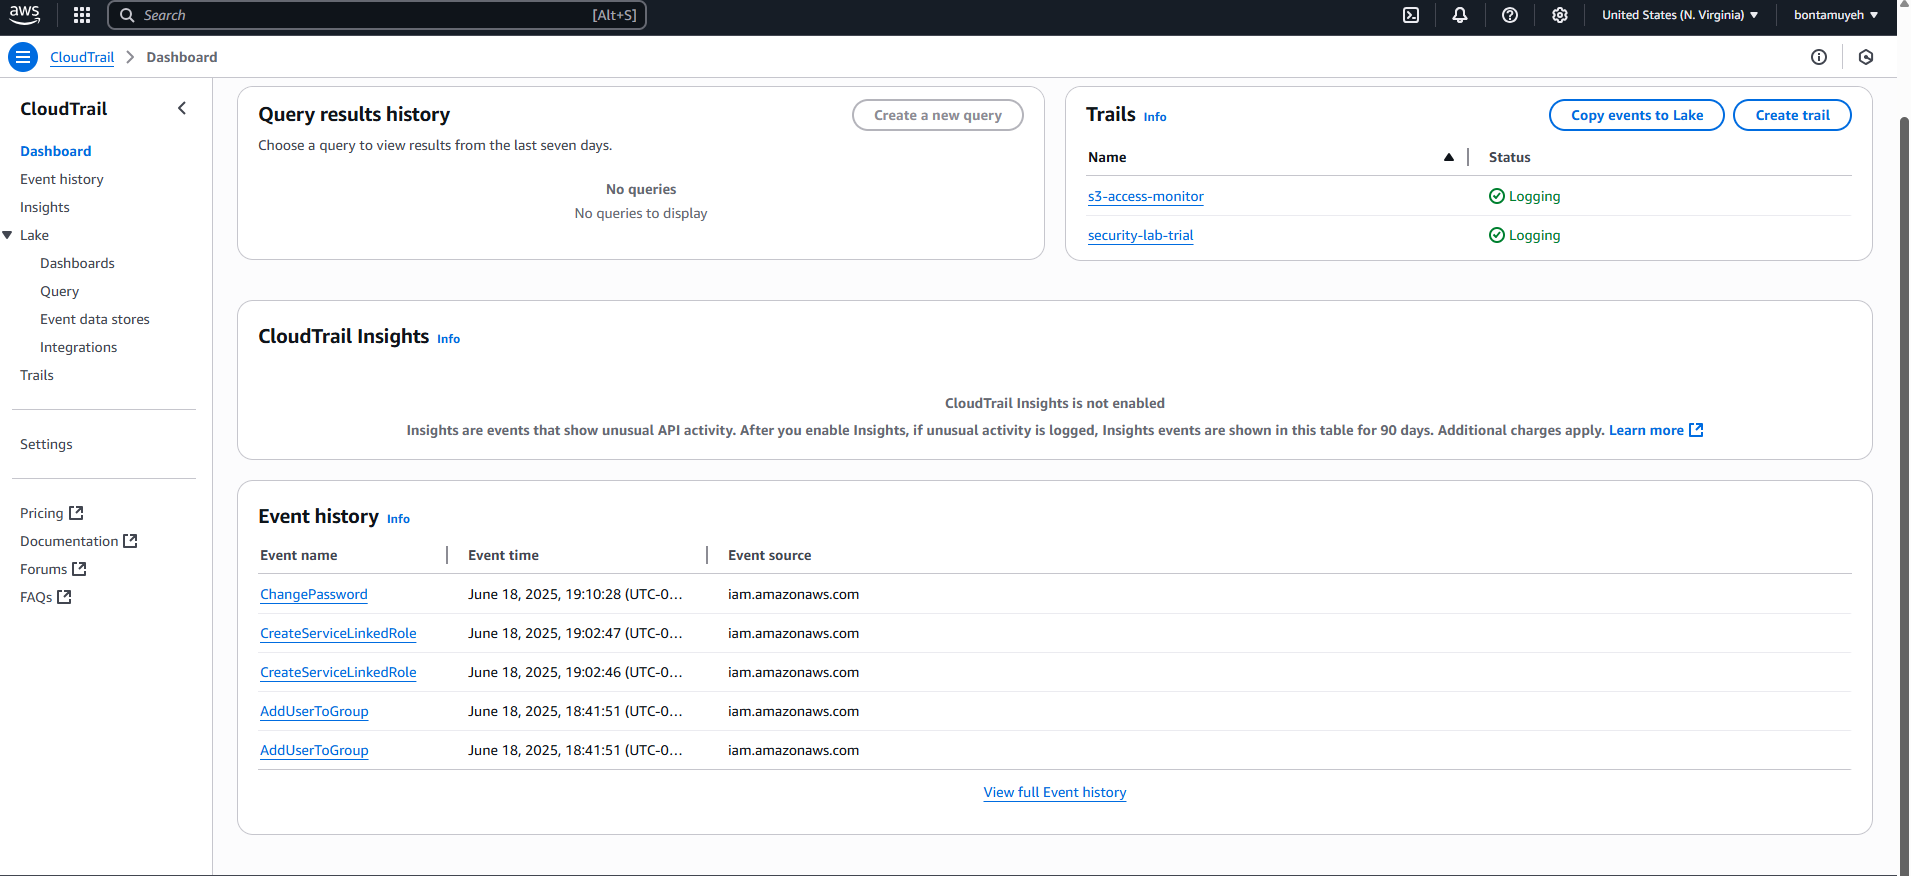 aws
Search [Alt+S]
United States (N. Virginia)
bontamuyeh
CloudTrail
Dashboard
CloudTrail
Dashboard
Event history
Insights
Lake
Dashboards
Query
Event data stores
Integrations
Trails
Settings
Pricing
Documentation
Forums
FAQs
Query results history
Create a new query
Choose a query to view results from the last seven days.
No queries
No queries to display
Trails Info
Copy events to Lake
Create trail
Name Status
s3-access-monitor Logging
security-lab-trial Logging
CloudTrail Insights Info
CloudTrail Insights is not enabled
Insights are events that show unusual API activity. After you enable Insights, if unusual activity is logged, Insights events are shown in this table for 90 days. Additional charges apply. Learn more
Event history Info
Event name Event time Event source
ChangePassword June 18, 2025, 19:10:28 (UTC-0... iam.amazonaws.com
CreateServiceLinkedRole June 18, 2025, 19:02:47 (UTC-0... iam.amazonaws.com
CreateServiceLinkedRole June 18, 2025, 19:02:46 (UTC-0... iam.amazonaws.com
AddUserToGroup June 18, 2025, 18:41:51 (UTC-0... iam.amazonaws.com
AddUserToGroup June 18, 2025, 18:41:51 (UTC-0... iam.amazonaws.com
View full Event history